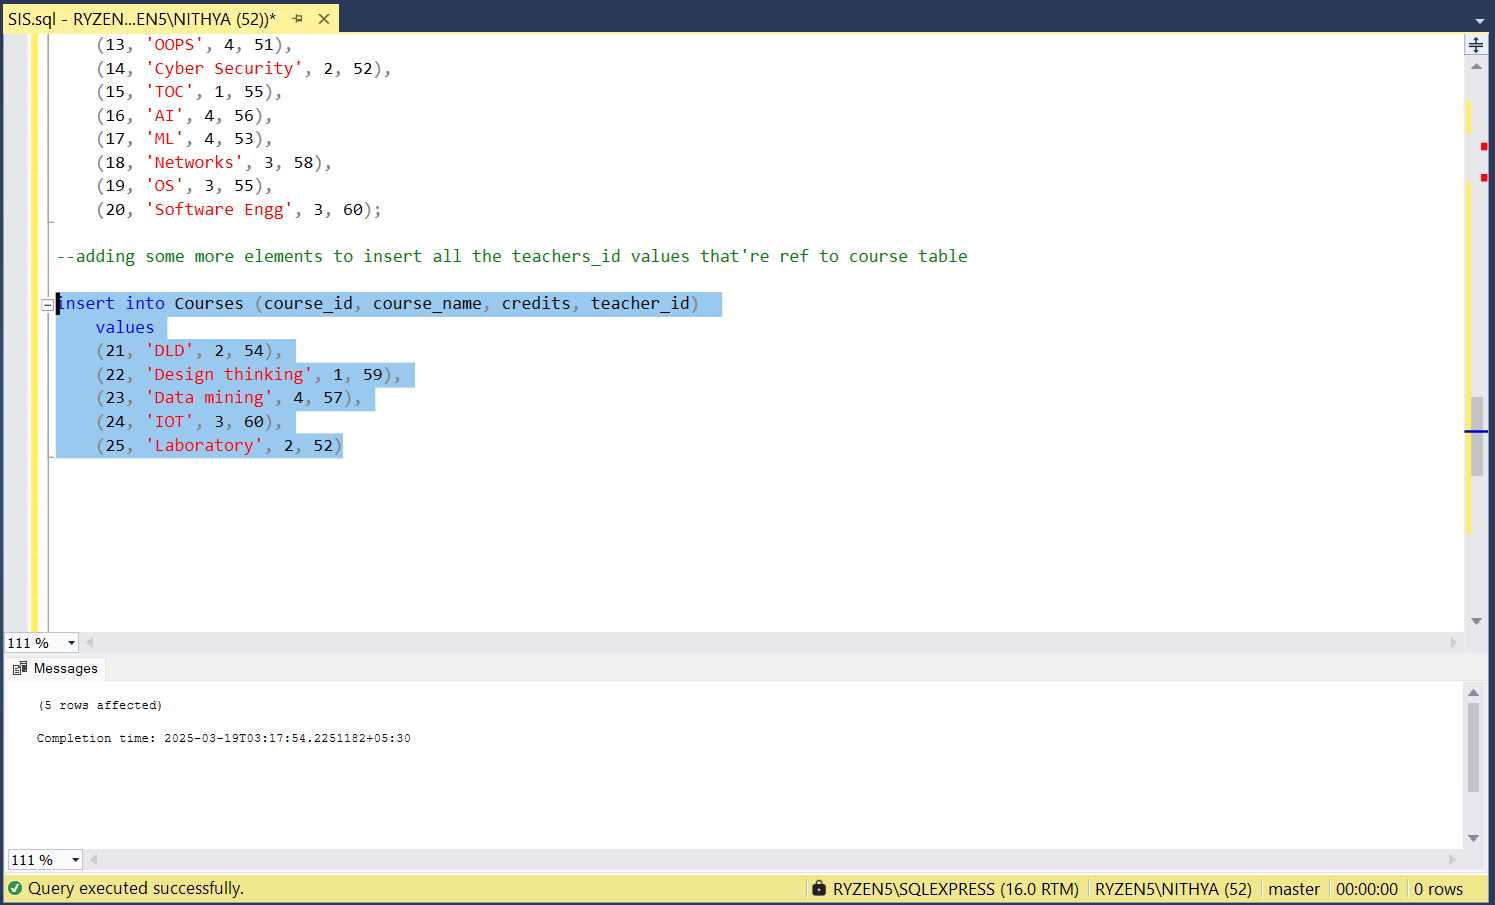 SIS.sql - RYZEN...EN5\NITHYA (52))*
(13, 'OOPS', 4, 51),
(14, 'Cyber Security', 2, 52),
(15, 'TOC', 1, 55),
(16, 'AI', 4, 56),
(17, 'ML', 4, 53),
(18, 'Networks', 3, 58),
(19, 'OS', 3, 55),
(20, 'Software Engg', 3, 60);
--adding some more elements to insert all the teachers_id values that're ref to course table
insert into Courses (course_id, course_name, credits, teacher_id)
values
(21, 'DLD', 2, 54),
(22, 'Design thinking', 1, 59),
(23, 'Data mining', 4, 57),
(24, 'IOT', 3, 60),
(25, 'Laboratory', 2, 52)
111 %
Messages
(5 rows affected)
Completion time: 2025-03-19T03:17:54.2251182+05:30
111 %
Query executed successfully. RYZEN5\SQLEXPRESS (16.0 RTM) RYZEN5\NITHYA (52) master 00:00:00 0 rows